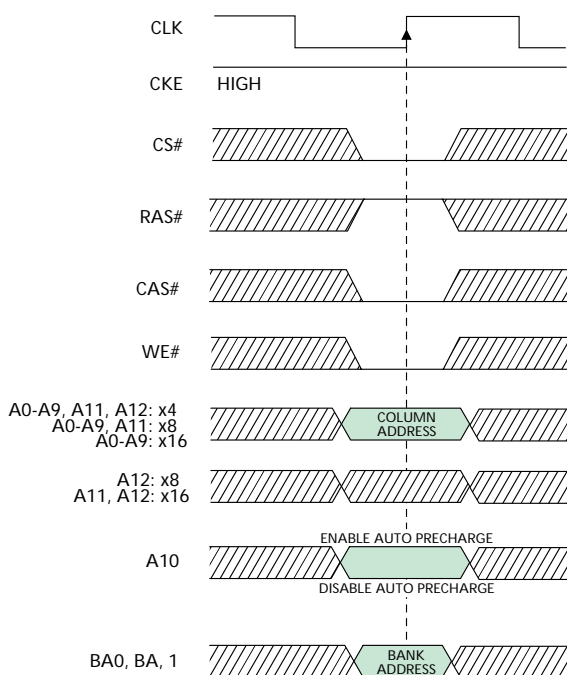 CLK
CKE HIGH
CS#
RAS#
CAS#
WE#
A0-A9, A11, A12: x4
A0-A9, A11: x8
A0-A9: x16
COLUMN
ADDRESS
A12: x8
A11, A12: x16
ENABLE AUTO PRECHARGE
A10
DISABLE AUTO PRECHARGE
BA0, BA, 1
BANK
ADDRESS